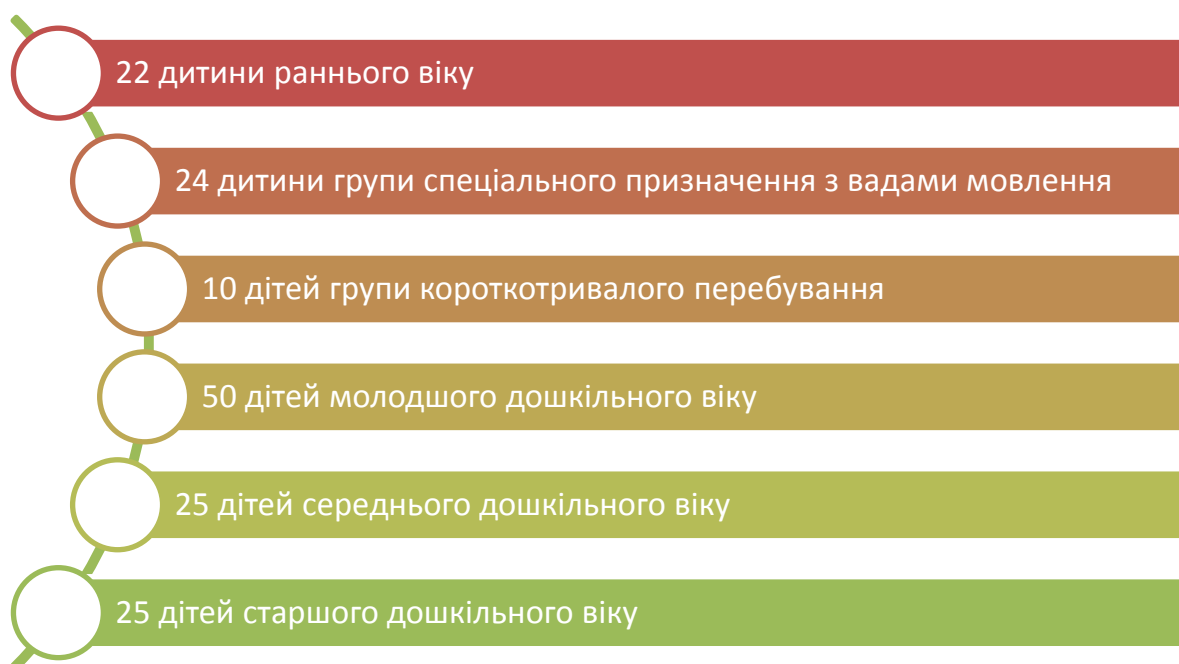 22 дитини раннього віку
24 дитини групи спеціального призначення з вадами мовлення
10 дітей групи короткотривалого перебування
50 дітей молодшого дошкільного віку
25 дітей середнього дошкільного віку
25 дітей старшого дошкільного віку